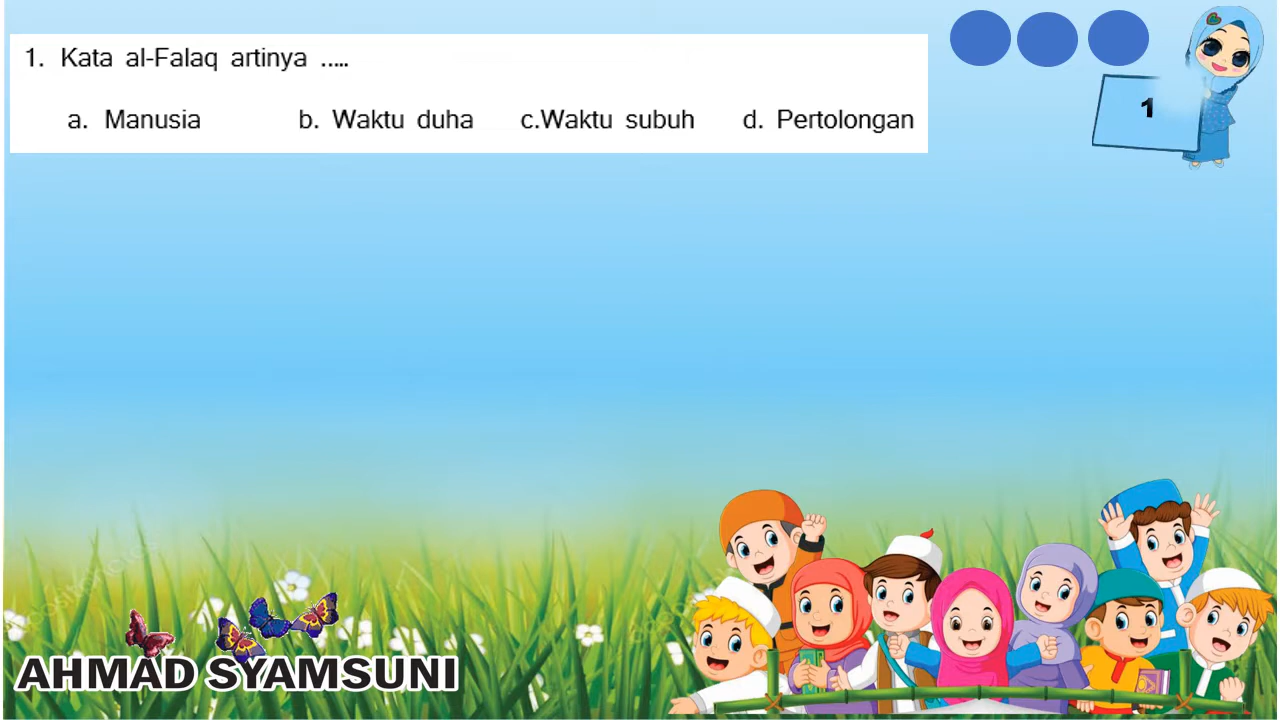 1. Kata al-Falaq artinya .....
a. Manusia b. Waktu duha c.Waktu subuh d. Pertolongan
1
AHMAD SYAMSUNI